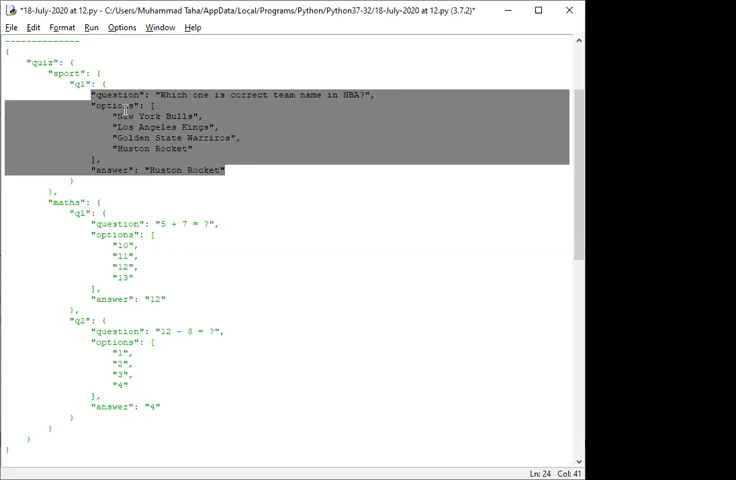 *18-July-2020 at 12.py - C:/Users/Muhammad Taha/AppData/Local/Programs/Python/Python37-32/18-July-2020 at 12.py (3.7.2)*
File Edit Format Run Options Window Help
--------------
{
"quiz": {
"sport": {
"q1": {
"question": "Which one is correct team name in NBA?",
"options": [
"New York Bulls",
"Los Angeles Kings",
"Golden State Warriros",
"Huston Rocket"
],
"answer": "Huston Rocket"
}
},
"maths": {
"q1": {
"question": "5 + 7 = ?",
"options": [
"10",
"11",
"12",
"13"
],
"answer": "12"
},
"q2": {
"question": "12 - 8 = ?",
"options": [
"1",
"2",
"3",
"4"
],
"answer": "4"
}
}
}
}
Ln: 24 Col: 41